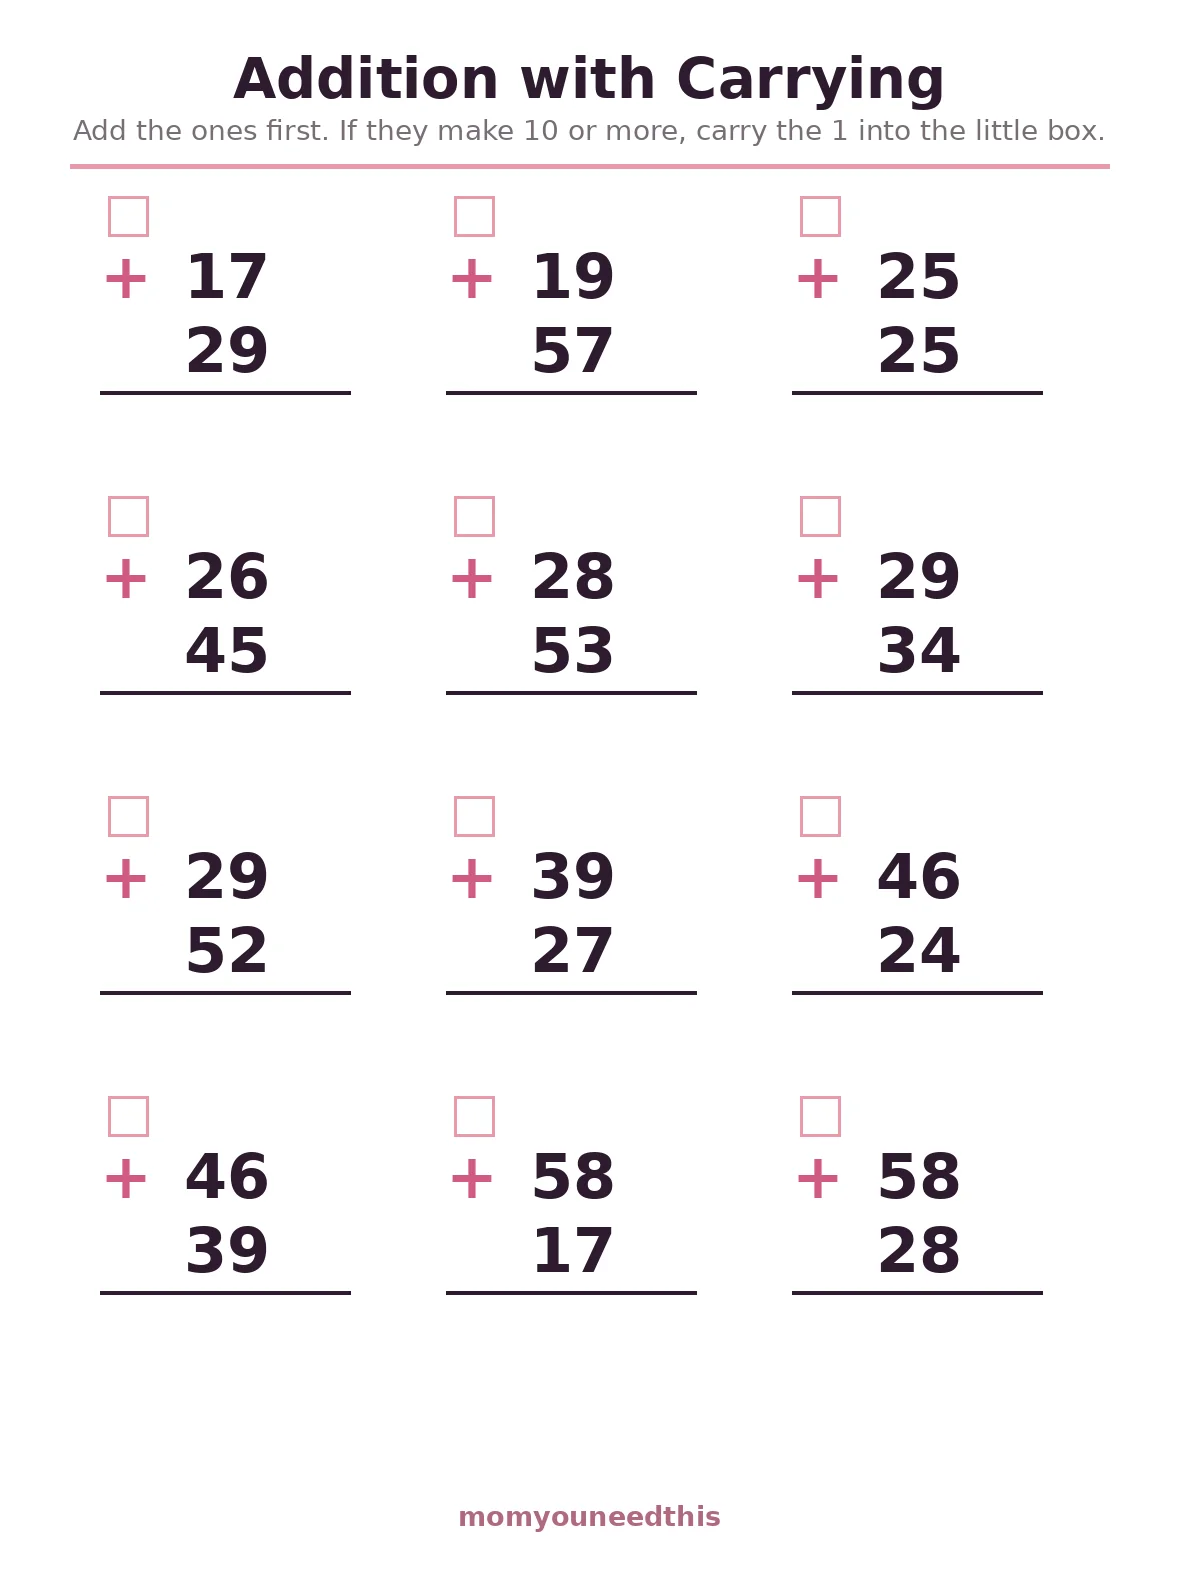 Addition with Carrying
Add the ones first. If they make 10 or more, carry the 1 into the little box.
+ 17 + 19 + 25
29 57 25
+ 26 + 28 + 29
45 53 34
+ 29 + 39 + 46
52 27 24
+ 46 + 58 + 58
39 17 28
momyouneedthis